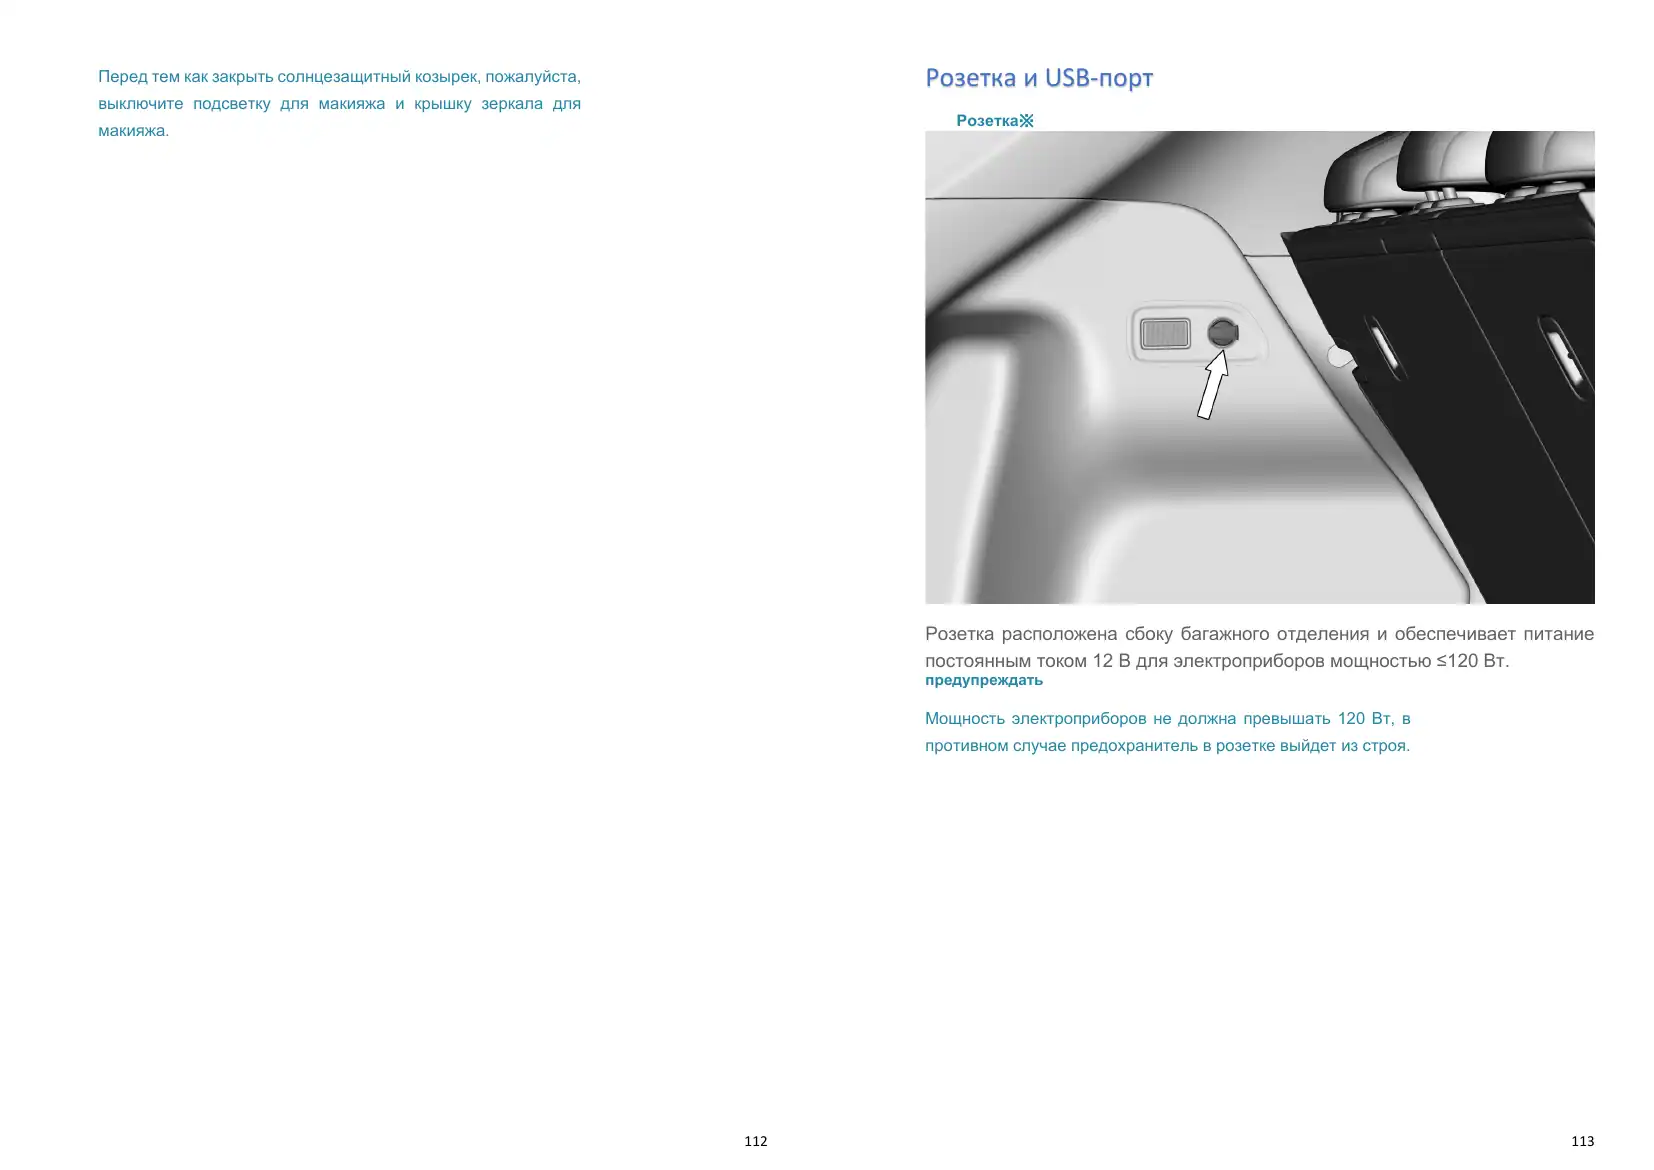 Перед тем как закрыть солнцезащитный козырек, пожалуйста,
выключите подсветку для макияжа и крышку зеркала для
макияжа.
112
Розетка и USB-порт
Розетка※
Розетка расположена сбоку багажного отделения и обеспечивает питание
постоянным током 12 В для электроприборов мощностью ≤120 Вт.
предупреждать
Мощность электроприборов не должна превышать 120 Вт, в
противном случае предохранитель в розетке выйдет из строя.
113